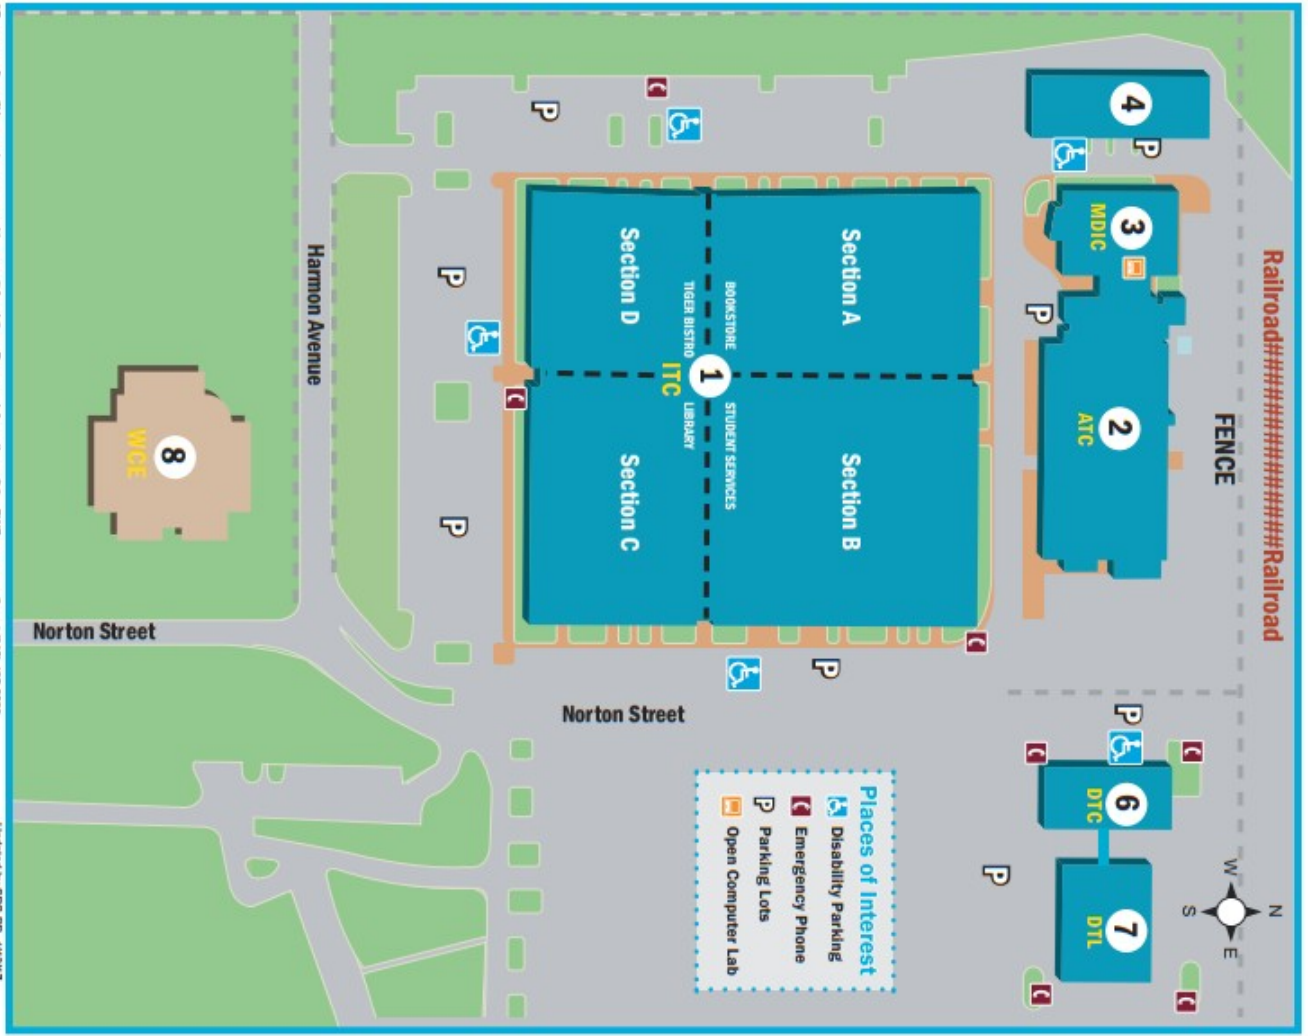 Railroad##############Railroad
FENCE
4
3
MDIC
2
ATC
Section A
Section B
BOOKSTORE
STUDENT SERVICES
1
ITC
TIGER BISTRO
LIBRARY
Section D
Section C
Harmon Avenue
8
WCE
Norton Street
Norton Street
6
DTC
7
DTL
N
W
E
S
Places of Interest
Disability Parking
Emergency Phone
P Parking Lots
Open Computer Lab
P
P
P
P
P
P
P
P